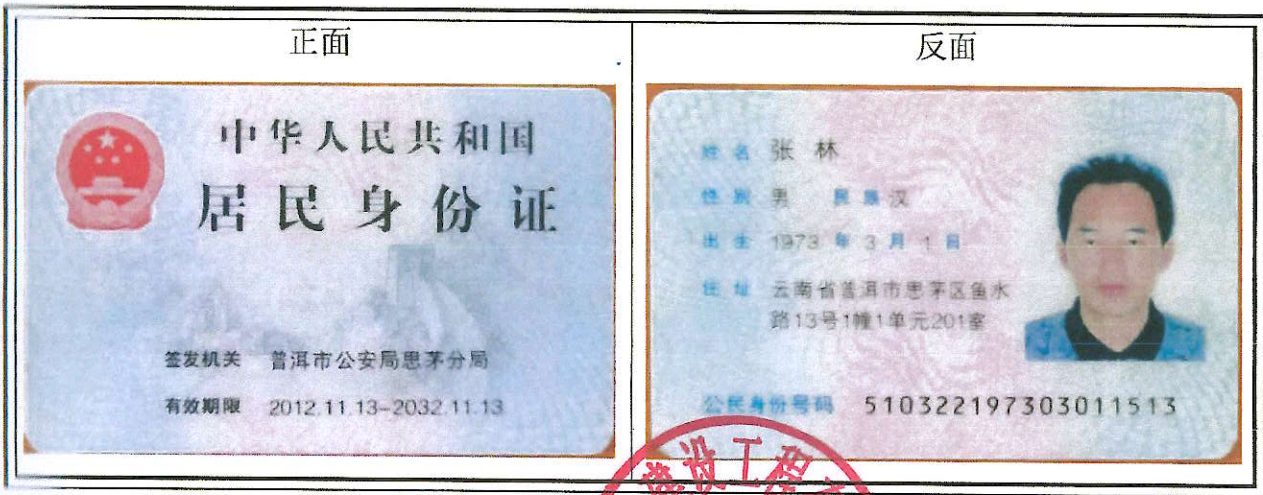 正面
中华人民共和国
居民身份证
签发机关 普洱市公安局思茅分局
有效期限 2012.11.13-2032.11.13
反面
姓名 张林
性别 男 民族 汉
出生 1973 年 3 月 1 日
住址 云南省普洱市思茅区鱼水
路13号1幢1单元201室
公民身份号码 510322197303011513
建设工程